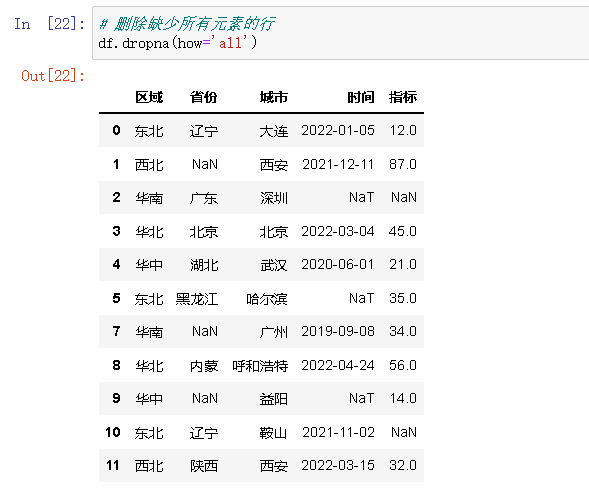 In [22]: # 删除缺少所有元素的行
df.dropna(how='all')
Out[22]:
区域 省份 城市 时间 指标
0 东北 辽宁 大连 2022-01-05 12.0
1 西北 NaN 西安 2021-12-11 87.0
2 华南 广东 深圳 NaT NaN
3 华北 北京 北京 2022-03-04 45.0
4 华中 湖北 武汉 2020-06-01 21.0
5 东北 黑龙江 哈尔滨 NaT 35.0
7 华南 NaN 广州 2019-09-08 34.0
8 华北 内蒙 呼和浩特 2022-04-24 56.0
9 华中 NaN 益阳 NaT 14.0
10 东北 辽宁 鞍山 2021-11-02 NaN
11 西北 陕西 西安 2022-03-15 32.0